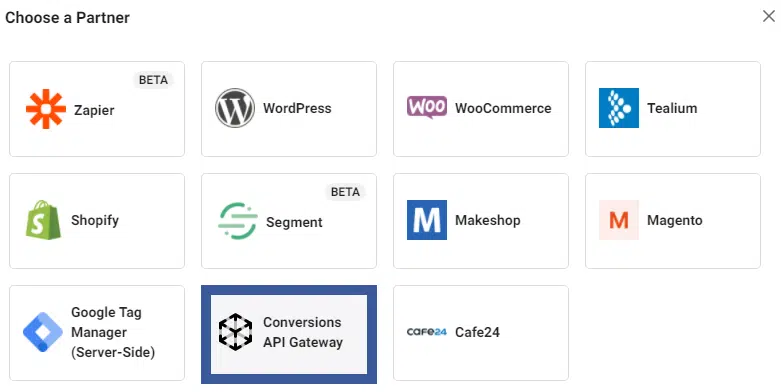 Choose a Partner
BETA
Zapier
WordPress
WOO
WooCommerce
Tealium
Shopify
BETA
Segment
M
Makeshop
M
Magento
Google Tag
Manager
(Server-Side)
Conversions
API Gateway
CAFE24
Cafe24